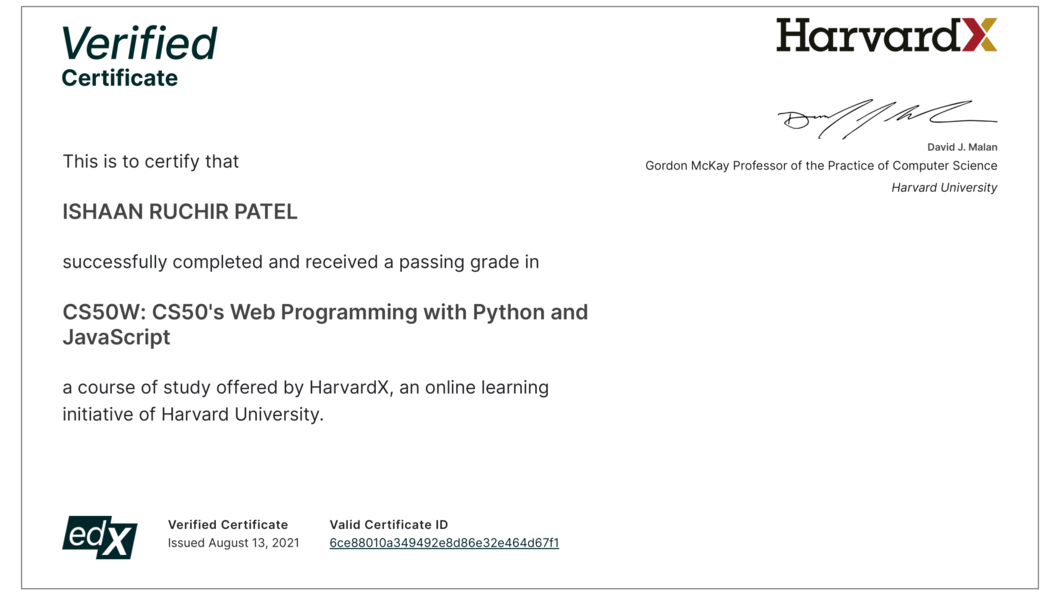 Verified
Certificate
HarvardX
David J. Malan
Gordon McKay Professor of the Practice of Computer Science
Harvard University
This is to certify that
ISHAAN RUCHIR PATEL
successfully completed and received a passing grade in
CS50W: CS50's Web Programming with Python and
JavaScript
a course of study offered by HarvardX, an online learning
initiative of Harvard University.
edX
Verified Certificate
Issued August 13, 2021
Valid Certificate ID
6ce88010a349492e8d86e32e464d67f1